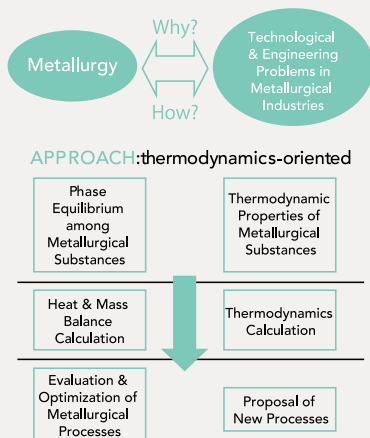 Why?
Metallurgy
Technological
& Engineering
Problems in
Metallurgical
Industries
How?
APPROACH:thermodynamics-oriented
Phase
Equilibrium
among
Metallurgical
Substances
Thermodynamic
Properties of
Metallurgical
Substances
Heat & Mass
Balance
Calculation
Thermodynamics
Calculation
Evaluation &
Optimization of
Metallurgical
Processes
Proposal of
New Processes